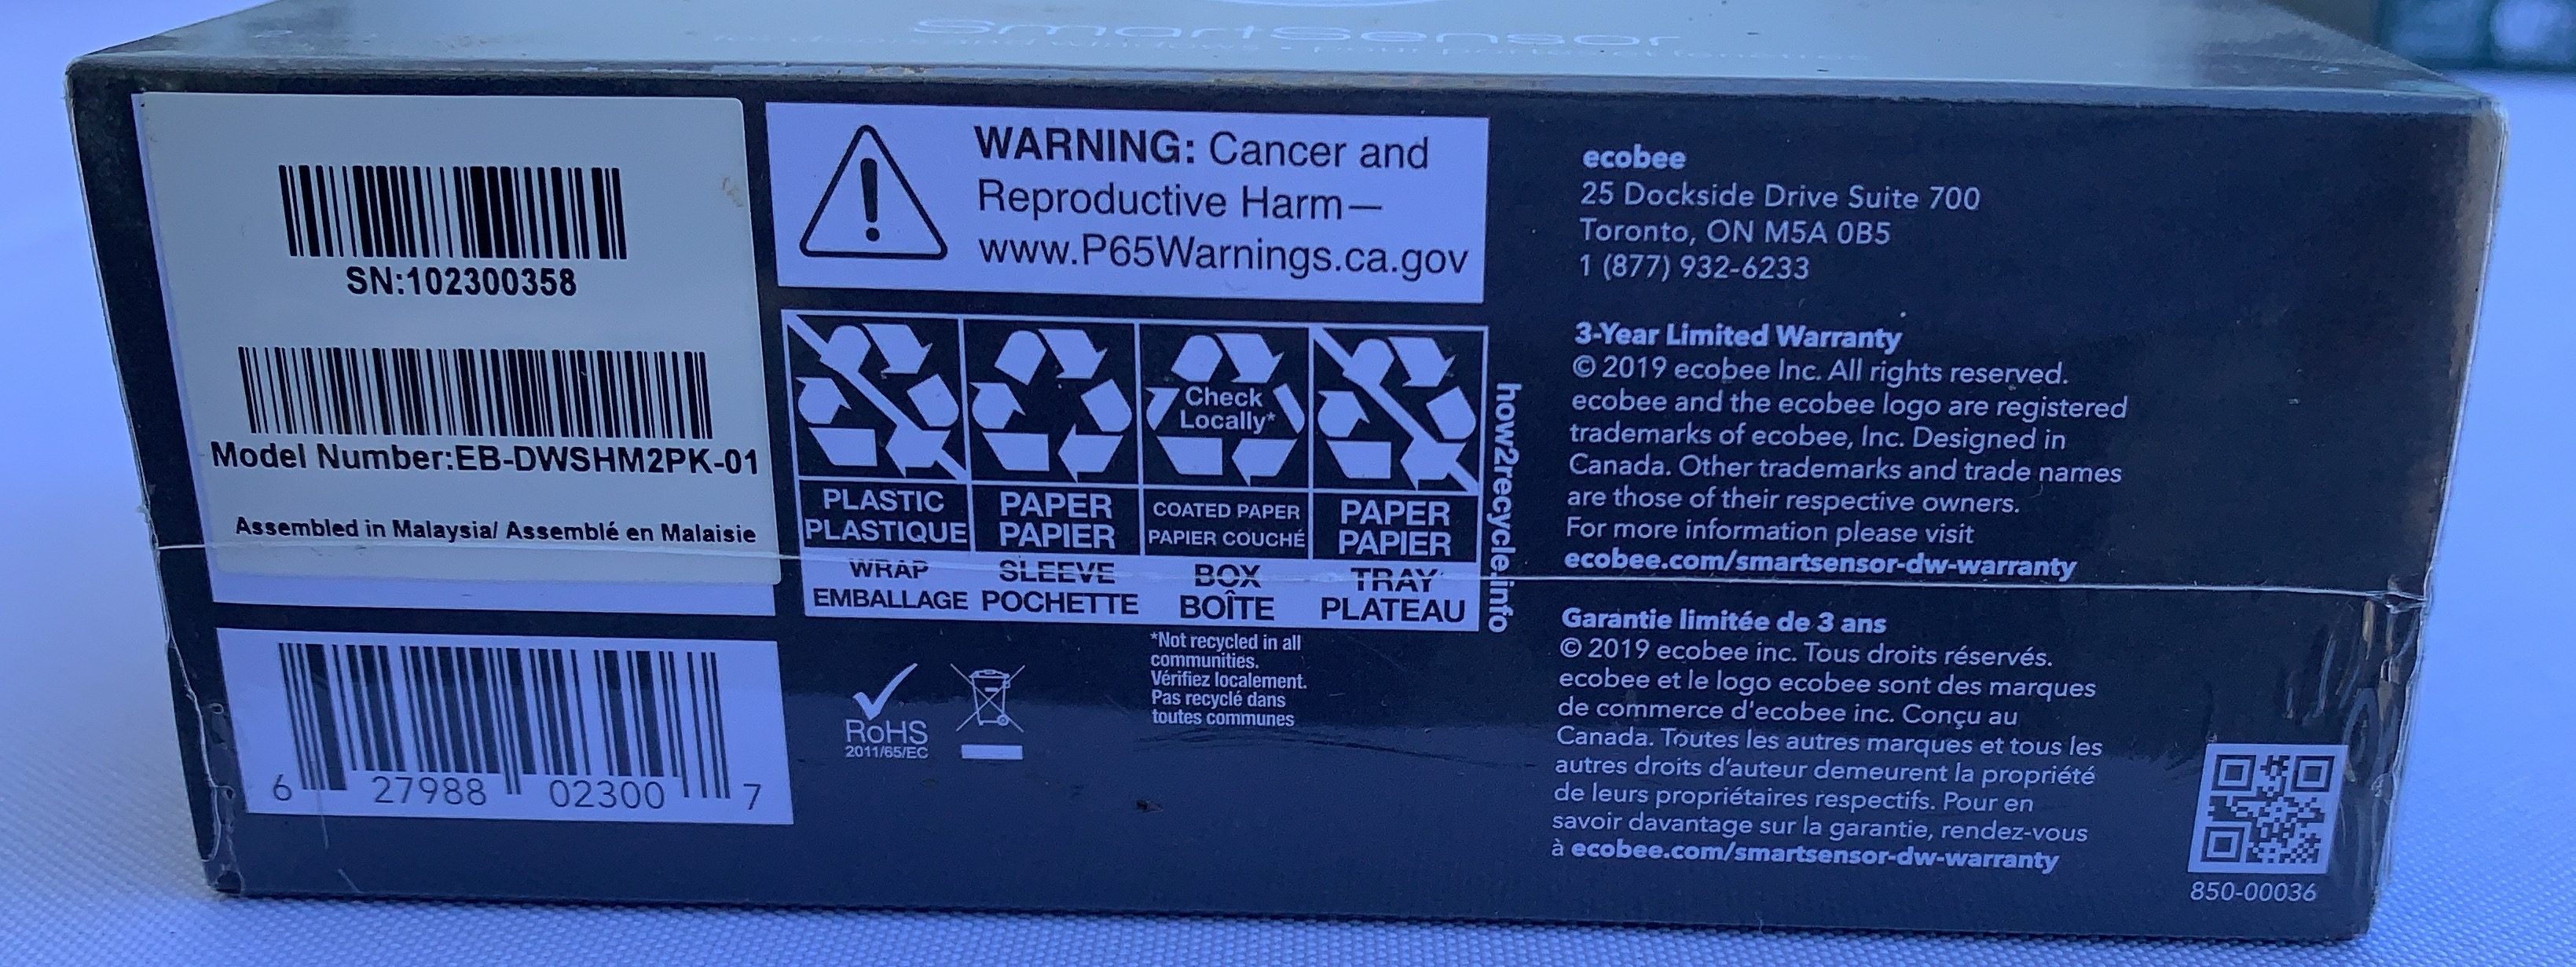 SmartSensor
for doors and windows • pour portes et fenêtres
SN:102300358
Model Number:EB-DWSHM2PK-01
Assembled in Malaysia/ Assemblé en Malaisie
6 27988 02300 7
WARNING: Cancer and
Reproductive Harm—
www.P65Warnings.ca.gov
Check
Locally*
PLASTIC
PLASTIQUE
WRAP
EMBALLAGE
PAPER
PAPIER
SLEEVE
POCHETTE
COATED PAPER
PAPIER COUCHÉ
BOX
BOÎTE
PAPER
PAPIER
TRAY
PLATEAU
how2recycle.info
*Not recycled in all
communities.
Vérifiez localement.
Pas recyclé dans
toutes communes
RoHS
2011/65/EC
ecobee
25 Dockside Drive Suite 700
Toronto, ON M5A 0B5
1 (877) 932-6233
3-Year Limited Warranty
© 2019 ecobee Inc. All rights reserved.
ecobee and the ecobee logo are registered
trademarks of ecobee, Inc. Designed in
Canada. Other trademarks and trade names
are those of their respective owners.
For more information please visit
ecobee.com/smartsensor-dw-warranty
Garantie limitée de 3 ans
© 2019 ecobee inc. Tous droits réservés.
ecobee et le logo ecobee sont des marques
de commerce d'ecobee inc. Conçu au
Canada. Toutes les autres marques et tous les
autres droits d'auteur demeurent la propriété
de leurs propriétaires respectifs. Pour en
savoir davantage sur la garantie, rendez-vous
à ecobee.com/smartsensor-dw-warranty
850-00036